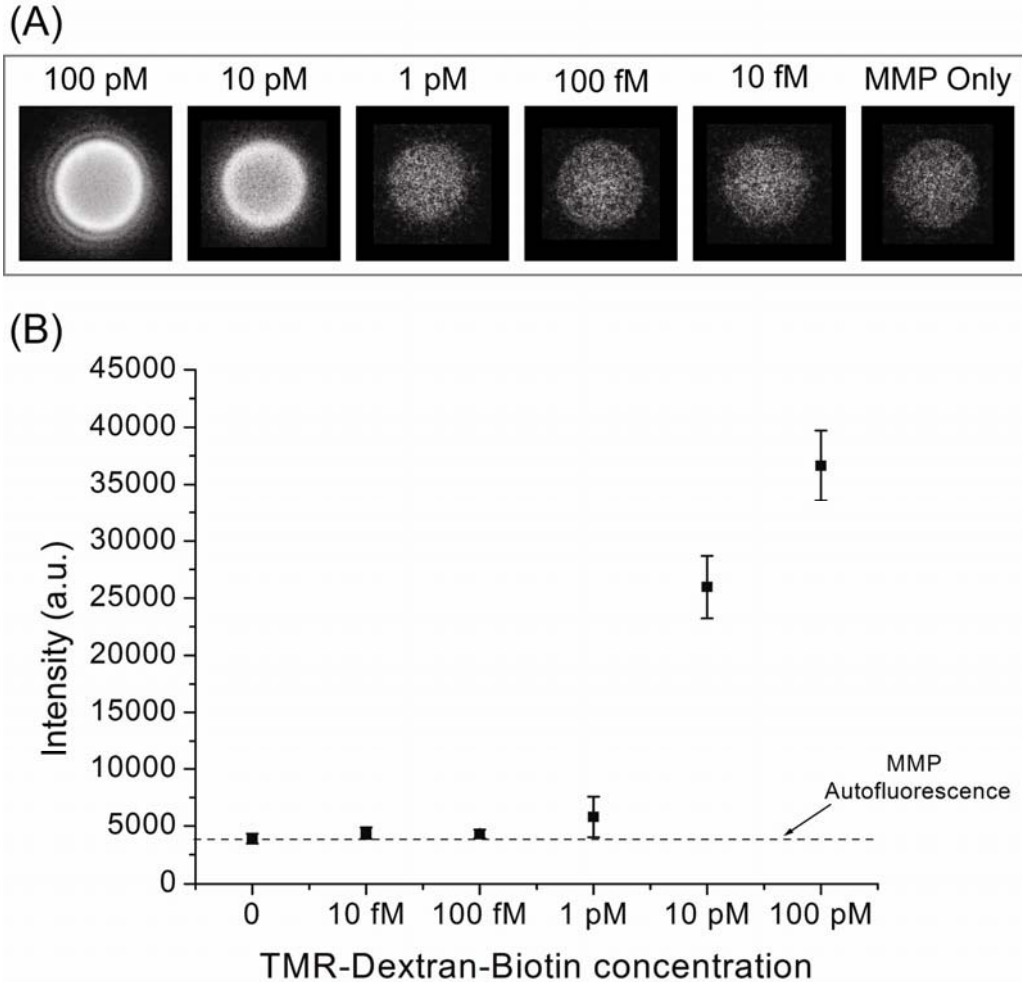 (A)
100 pM 10 pM 1 pM 100 fM 10 fM MMP Only
(B)
45000
40000
35000
30000
25000
20000
15000
10000
5000
0
Intensity (a.u.)
MMP
Autofluorescence
0 10 fM 100 fM 1 pM 10 pM 100 pM
TMR-Dextran-Biotin concentration